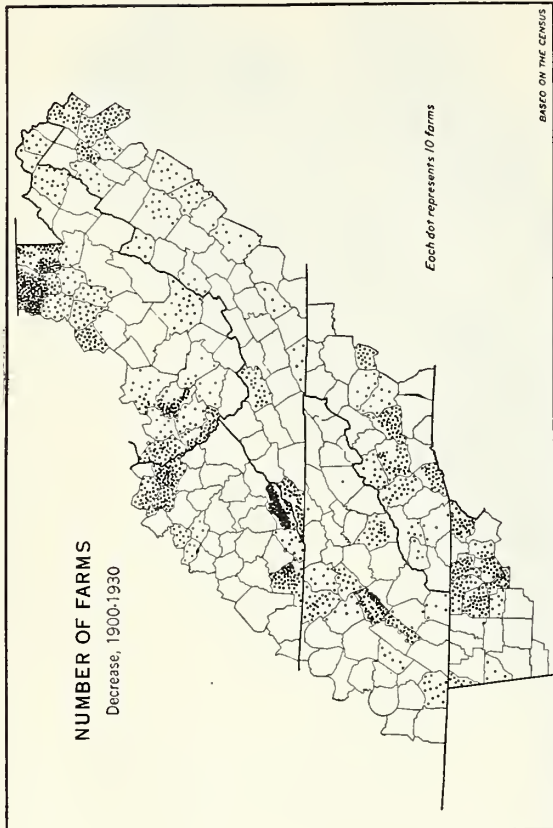 NUMBER OF FARMS
Decrease, 1900-1930
Each dot represents 10 farms
BASED ON THE CENSUS